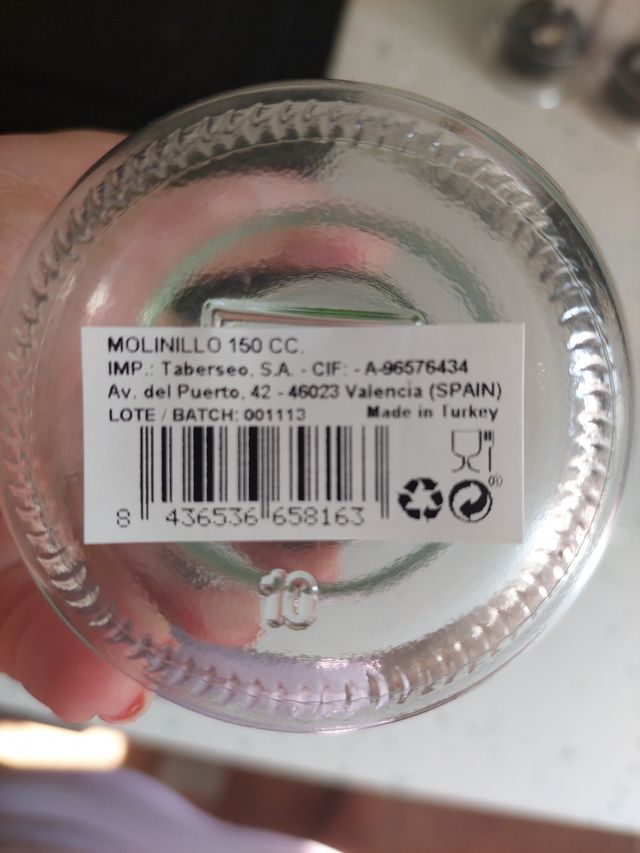 MOLINILLO 150 CC.
IMP.: Taberseo, S.A. - CIF: - A-96576434
Av. del Puerto, 42 - 46023 Valencia (SPAIN)
LOTE / BATCH: 001113 Made in Turkey
8 436536 658163
10